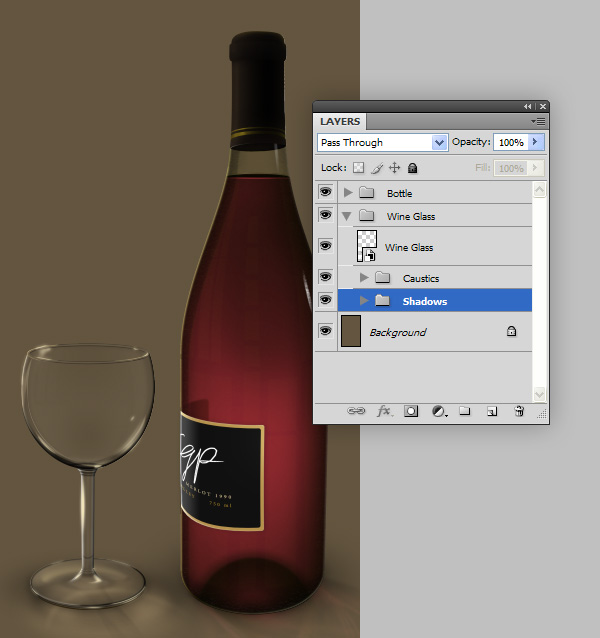 LAYERS
Pass Through
Opacity: 100%
Lock:
Fill: 100%
Bottle
Wine Glass
Wine Glass
Caustics
Shadows
Background
fx
MERLOT 1990
750 ml